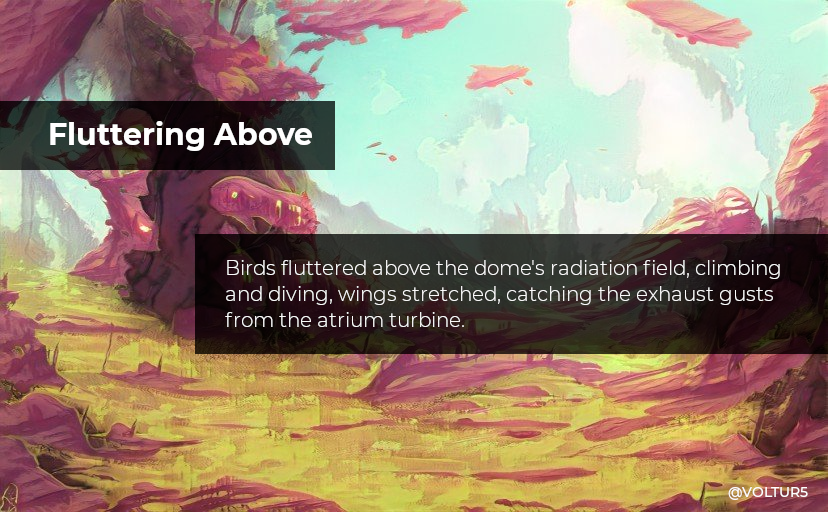 Fluttering Above
Birds fluttered above the dome's radiation field, climbing
and diving, wings stretched, catching the exhaust gusts
from the atrium turbine.
@VOLTUR5